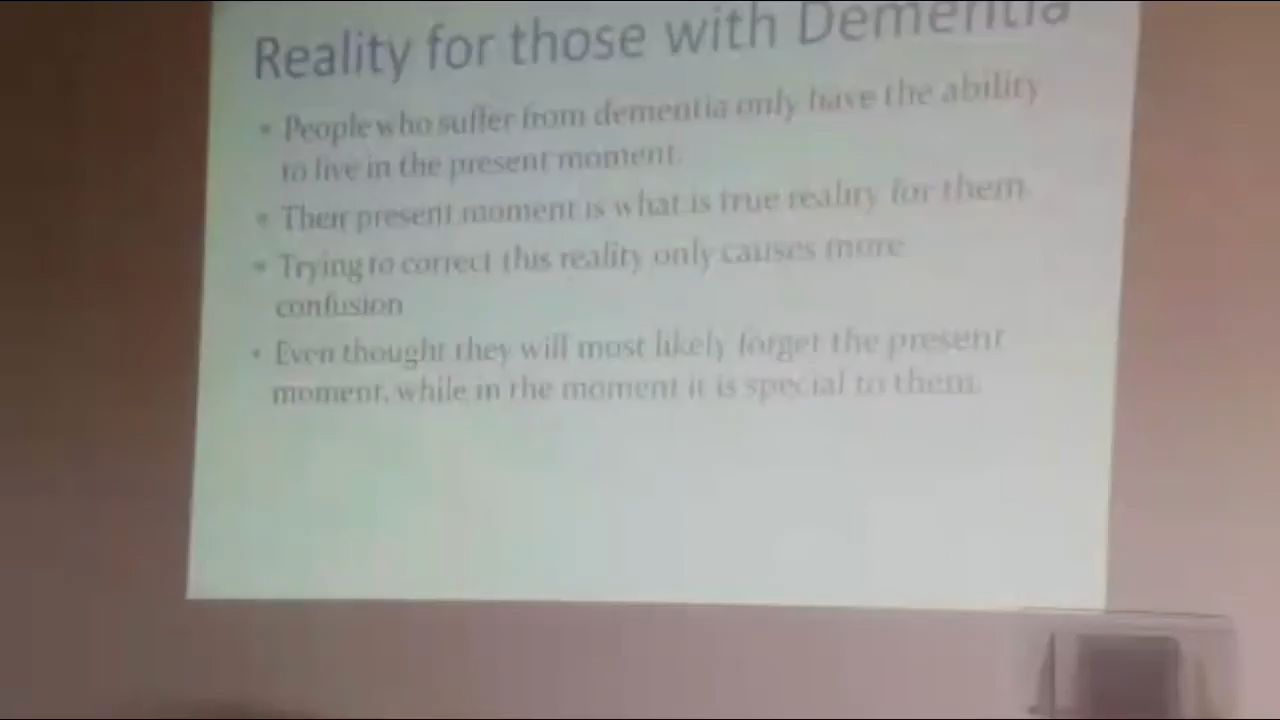 Reality for those with Dementia
• People who suffer from dementia only have the ability
to live in the present moment.
• Their present moment is what is true reality for them
• Trying to correct this reality only causes more
confusion
• Even thought they will most likely forget the present
moment, while in the moment it is special to them.